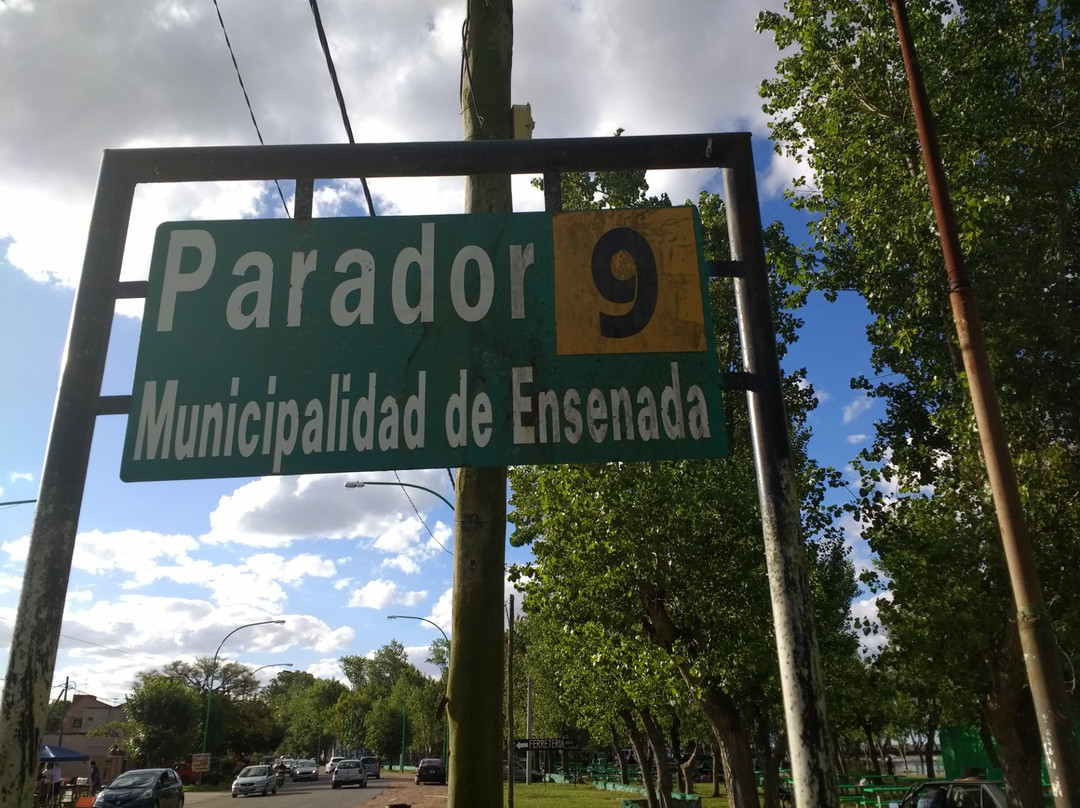 Parador 9
Municipalidad de Ensenada
FERRETERIA